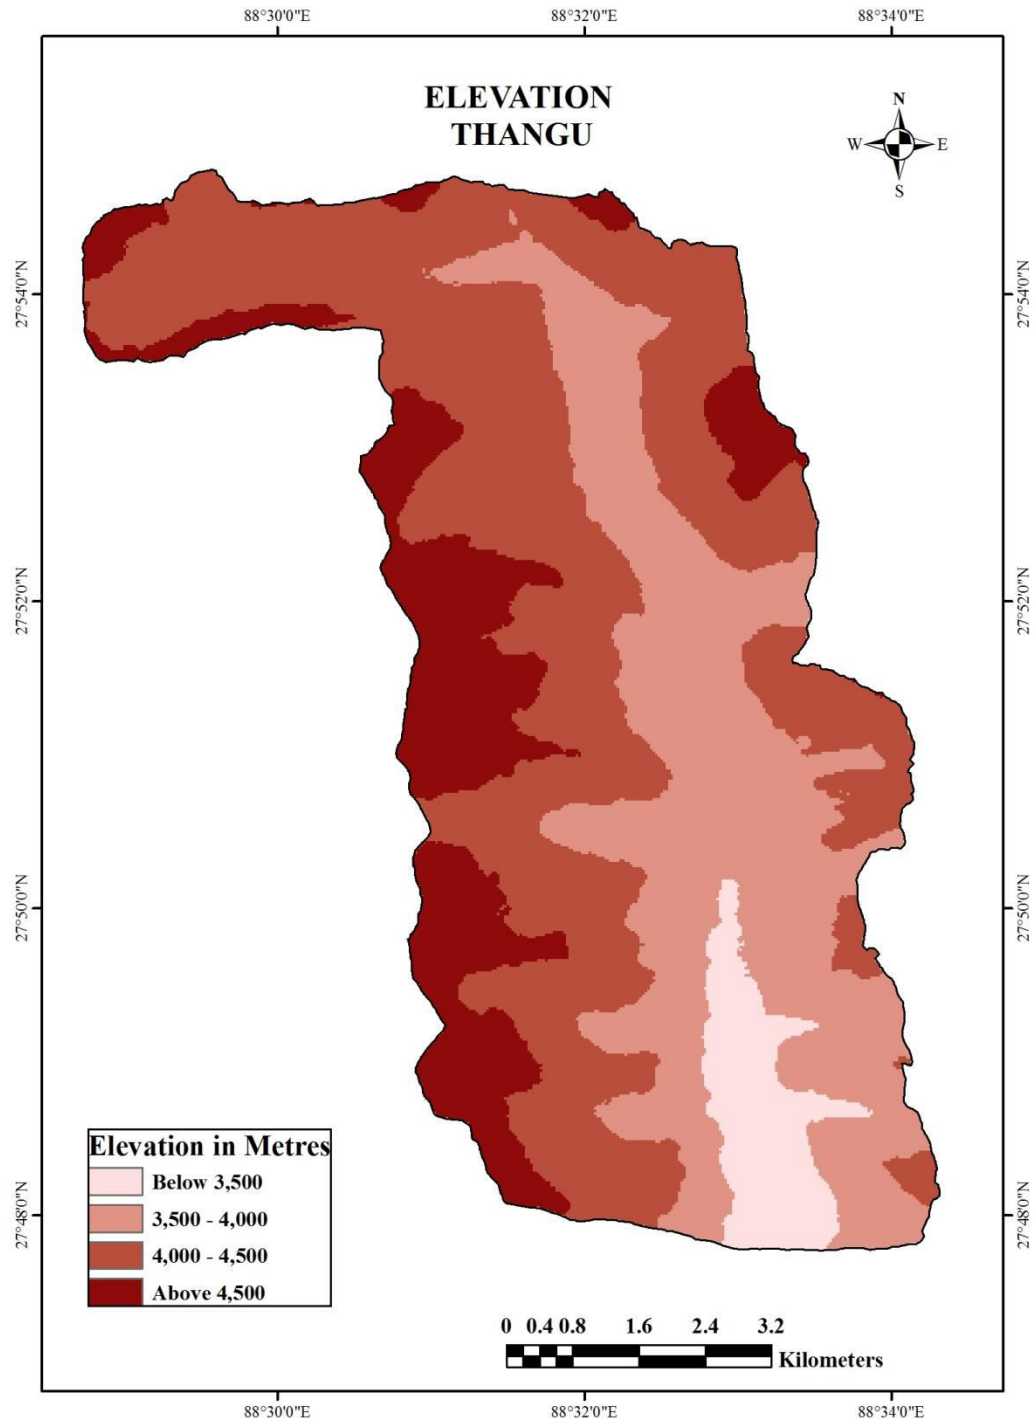 88°30'0"E 88°32'0"E 88°34'0"E
ELEVATION
THANGU
N
W E
S
27°54'0"N 27°54'0"N
27°52'0"N 27°52'0"N
27°50'0"N 27°50'0"N
27°48'0"N 27°48'0"N
Elevation in Metres
Below 3,500
3,500 - 4,000
4,000 - 4,500
Above 4,500
0 0.4 0.8 1.6 2.4 3.2
Kilometers
88°30'0"E 88°32'0"E 88°34'0"E